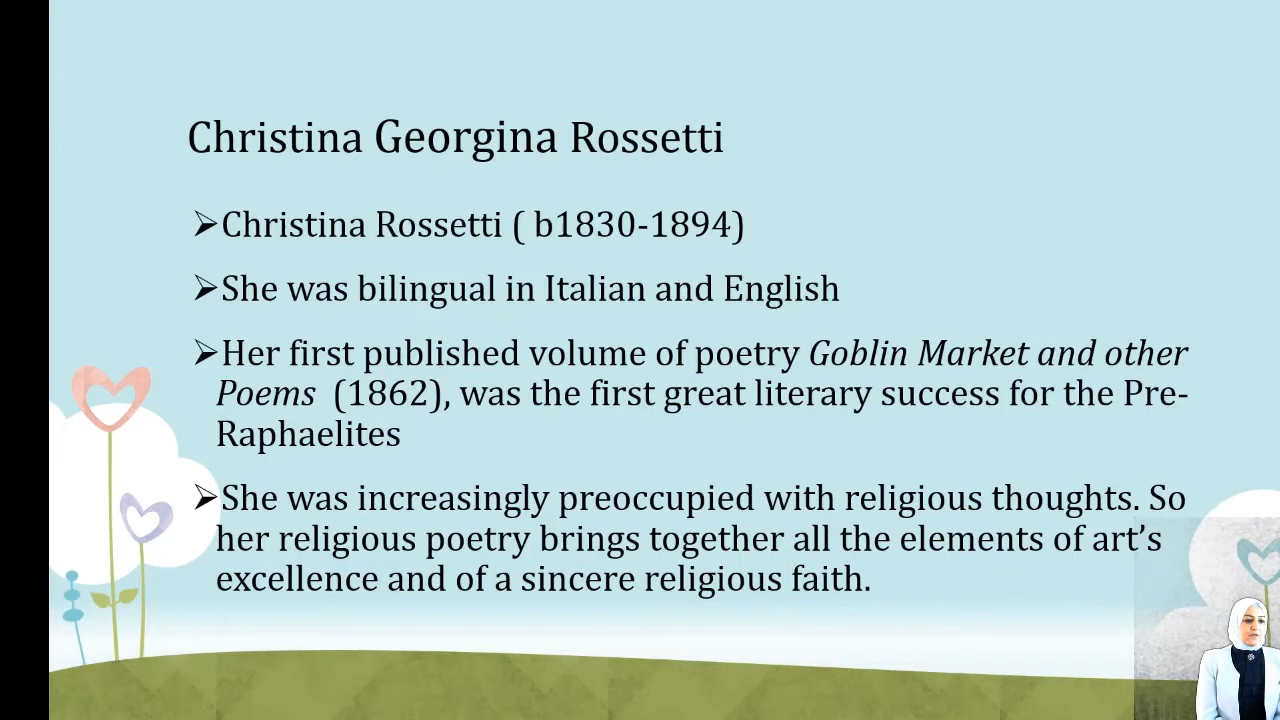 Christina Georgina Rossetti
➢Christina Rossetti ( b1830-1894)
➢She was bilingual in Italian and English
➢Her first published volume of poetry Goblin Market and other
Poems (1862), was the first great literary success for the Pre-
Raphaelites
➢She was increasingly preoccupied with religious thoughts. So
her religious poetry brings together all the elements of art’s
excellence and of a sincere religious faith.